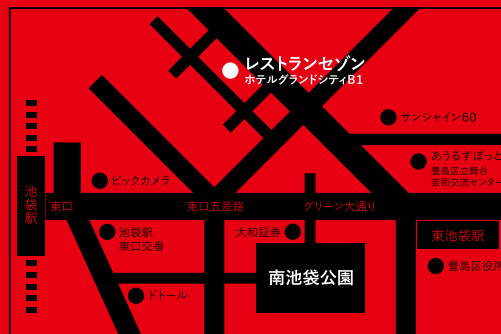 レストランセゾン
ホテルグランドシティB1
サンシャイン60
あうるすぽっと
豊島区立舞台
芸術交流センター
ビックカメラ
池袋駅
東口
東口五差路
グリーン大通り
池袋駅
東口交番
大和証券
東池袋駅
南池袋公園
豊島区役所
ドトール